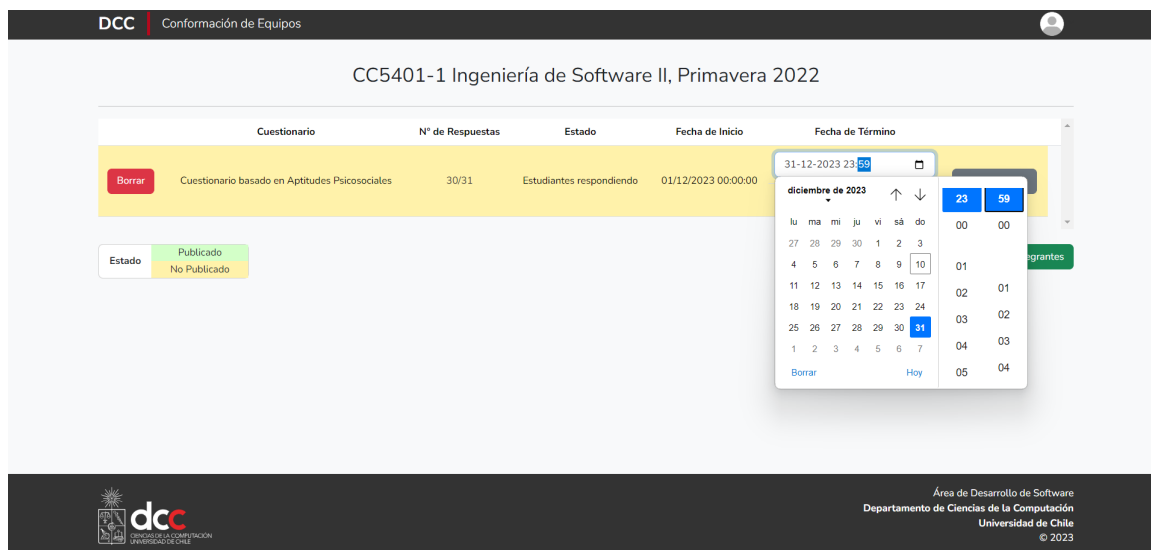 DCC Conformación de Equipos
CC5401-1 Ingeniería de Software II, Primavera 2022
Cuestionario N° de Respuestas Estado Fecha de Inicio Fecha de Término
Borrar Cuestionario basado en Aptitudes Psicosociales 30/31 Estudiantes respondiendo 01/12/2023 00:00:00
31-12-2023 23:59
diciembre de 2023
lu ma mi ju vi sá do
27 28 29 30 1 2 3
4 5 6 7 8 9 10
11 12 13 14 15 16 17
18 19 20 21 22 23 24
25 26 27 28 29 30 31
1 2 3 4 5 6 7
Borrar Hoy
23 59
00 00
01
01
02
02
03
03
04
04
05
Estado
Publicado
No Publicado
egrantes
dcc
CIENCIAS DE LA COMPUTACIÓN
UNIVERSIDAD DE CHILE
Área de Desarrollo de Software
Departamento de Ciencias de la Computación
Universidad de Chile
© 2023